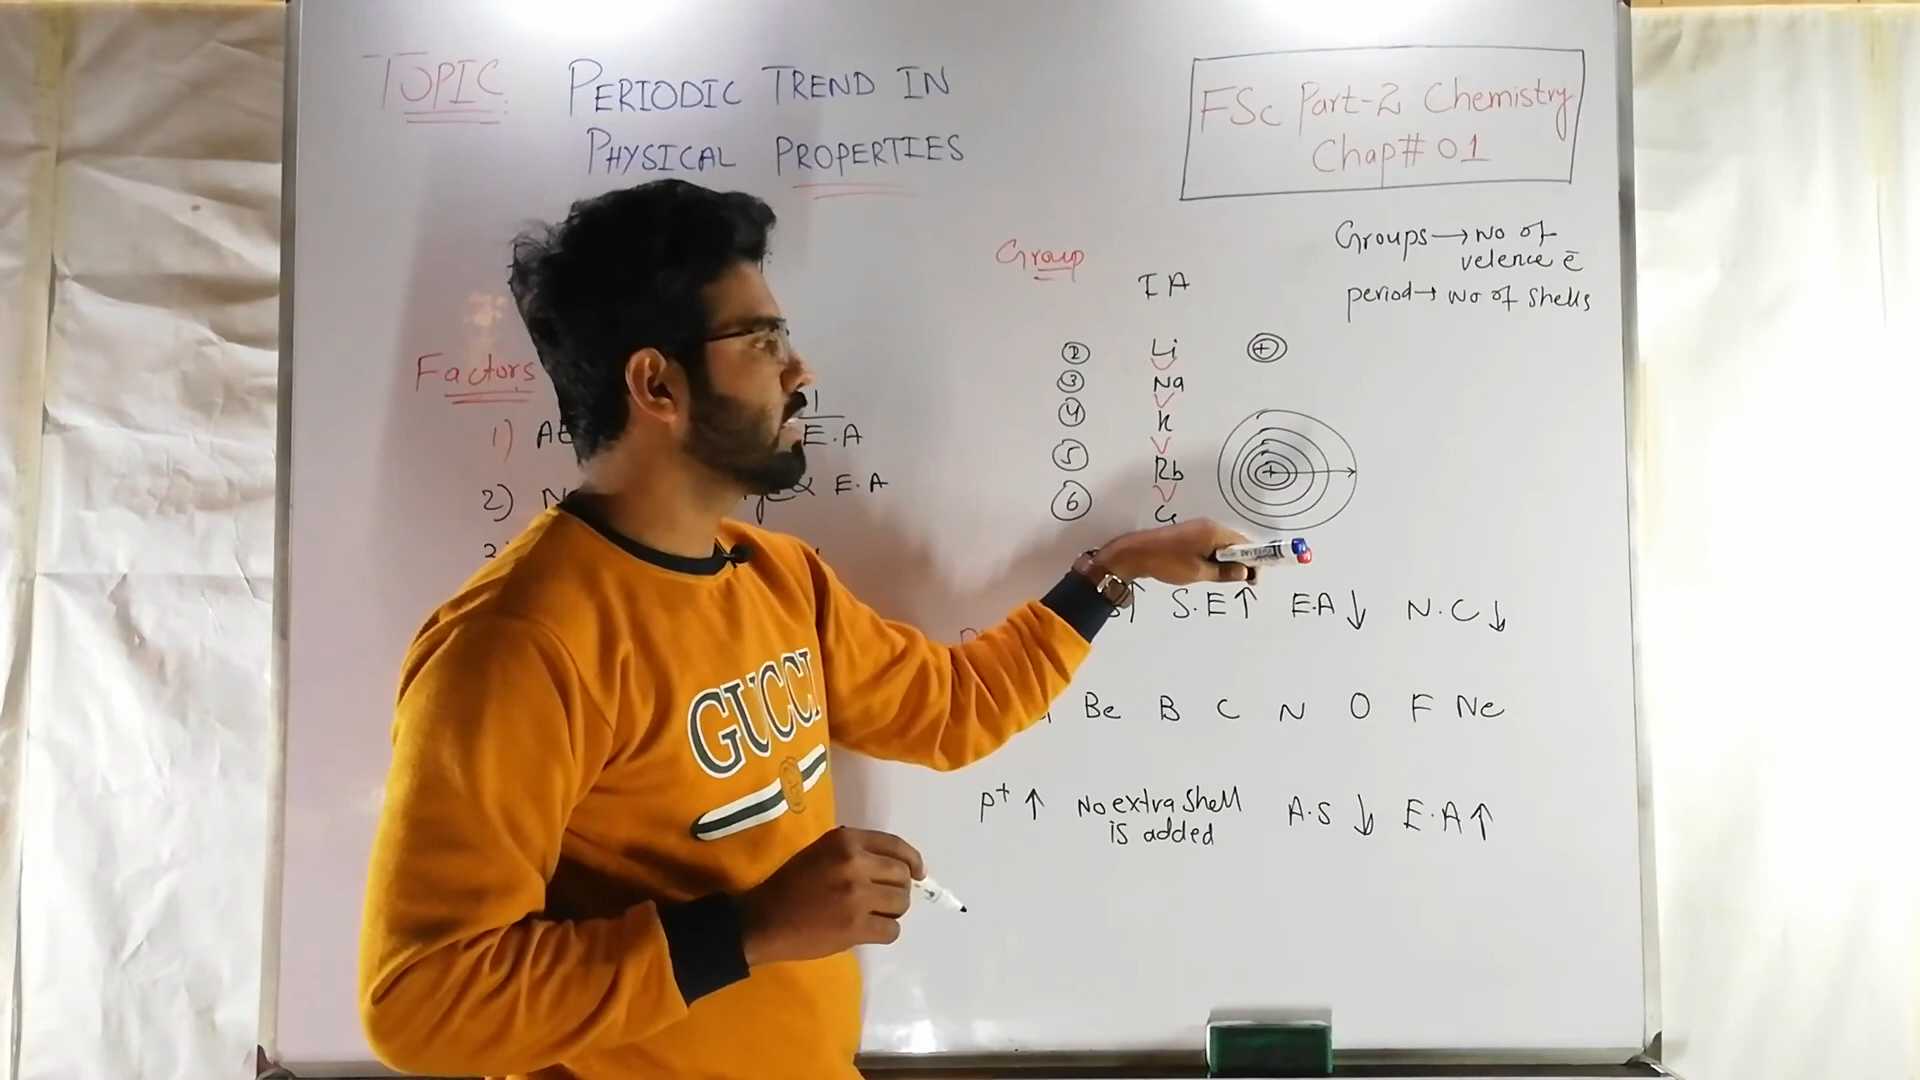 TOPIC: PERIODIC TREND IN
PHYSICAL PROPERTIES
FSc Part-2 Chemistry
Chap# 01
Groups → No of
velence ē
period → No of shells
Group
I A
2 Li +
3 Na
4 K
5 Rb +
6 Cs
Factors
1) 1
E.A
2) N E.A
S.E ↑ E.A ↓ N.C ↓
Be B C N O F Ne
P+ ↑ No extra shell
is added A.S ↓ E.A ↑
GUCCI